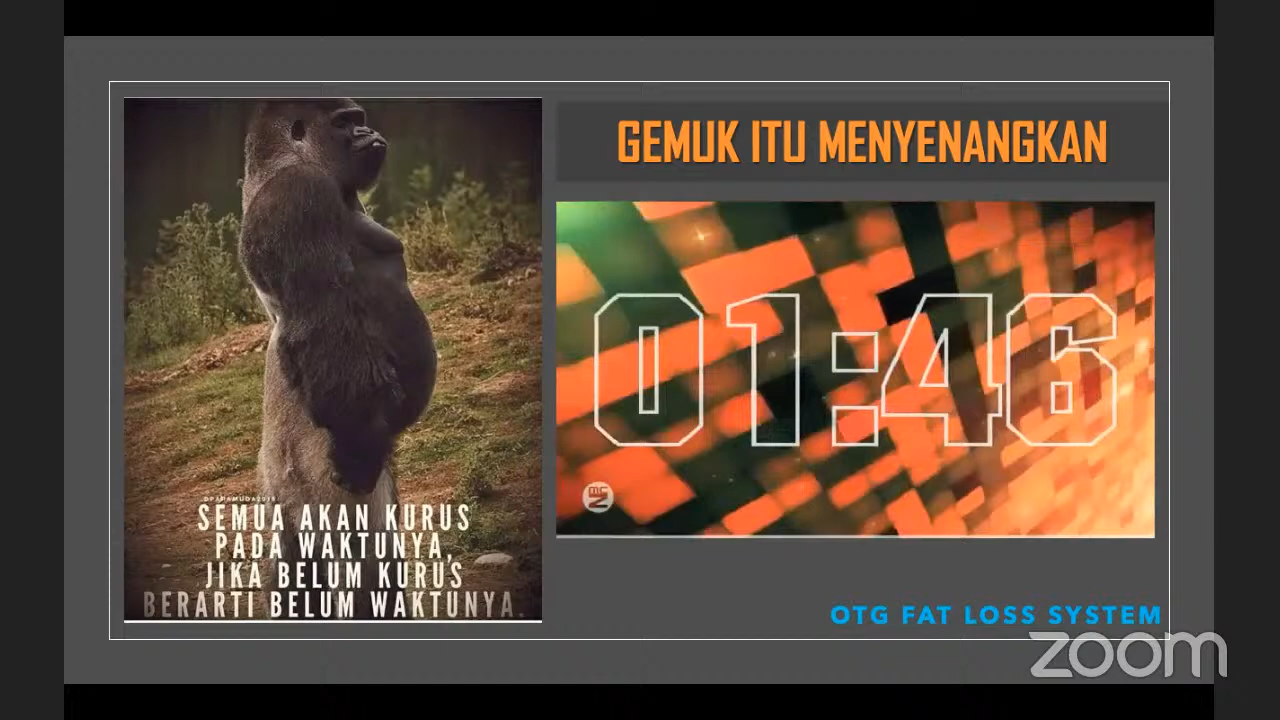 GEMUK ITU MENYENANGKAN
01:46
SEMUA AKAN KURUS
PADA WAKTUNYA,
JIKA BELUM KURUS
BERARTI BELUM WAKTUNYA.
OTG FAT LOSS SYSTEM
zoom